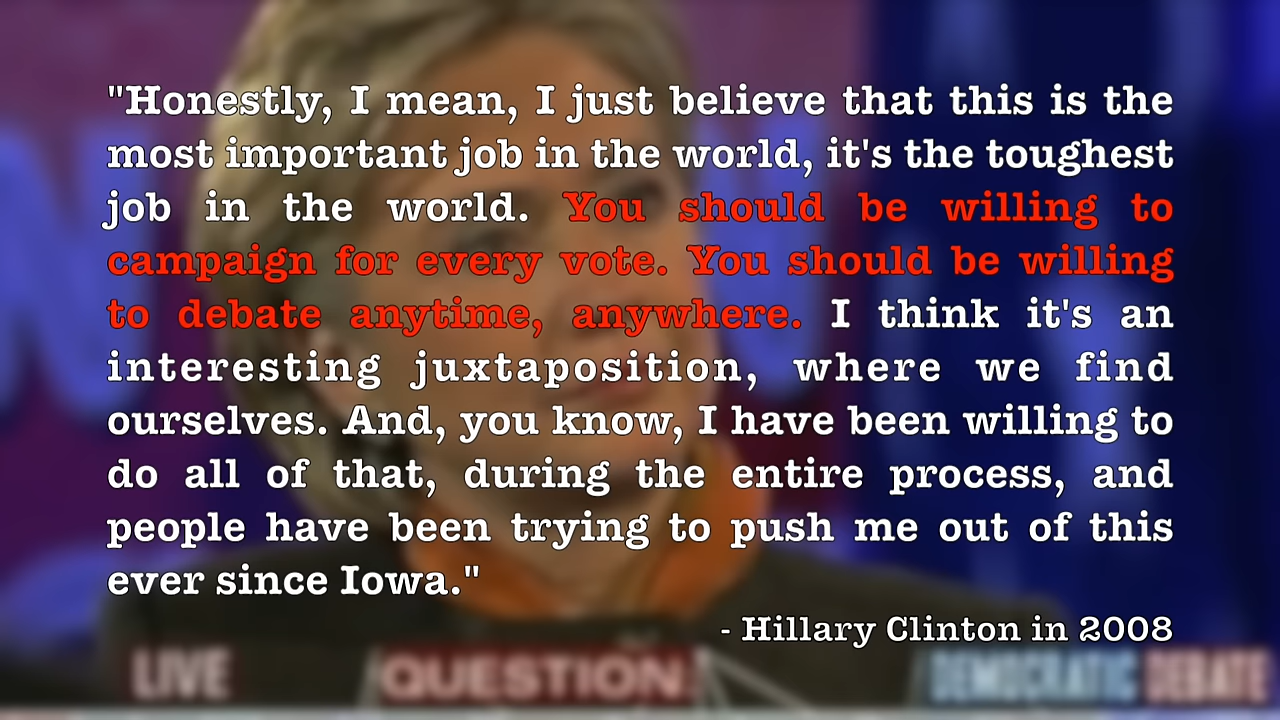 "Honestly, I mean, I just believe that this is the
most important job in the world, it's the toughest
job in the world. You should be willing to
campaign for every vote. You should be willing
to debate anytime, anywhere. I think it's an
interesting juxtaposition, where we find
ourselves. And, you know, I have been willing to
do all of that, during the entire process, and
people have been trying to push me out of this
ever since Iowa."
- Hillary Clinton in 2008
LIVE QUESTION: DEMOCRATIC DEBATE